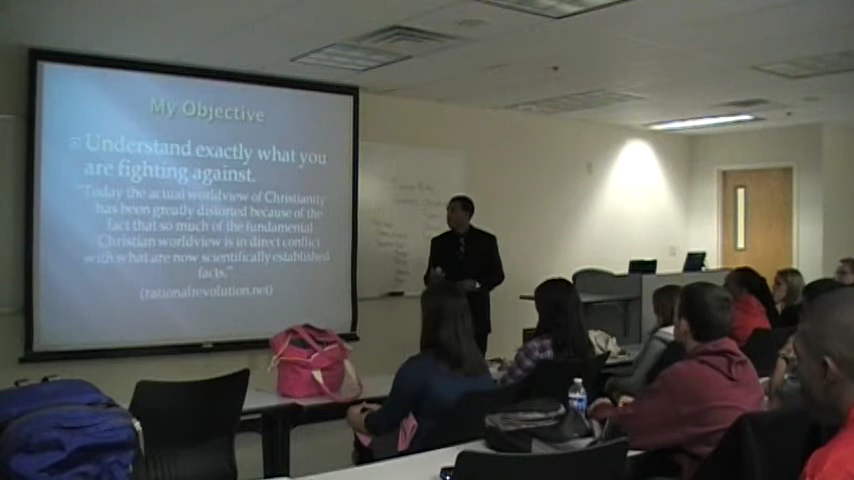 My Objective
Understand exactly what you
are fighting against.
"Today the actual worldview of Christianity
has been greatly distorted because of the
fact that so much of the fundamental
Christian worldview is in direct conflict
with what are now scientifically established
facts."
(rationalrevolution.net)